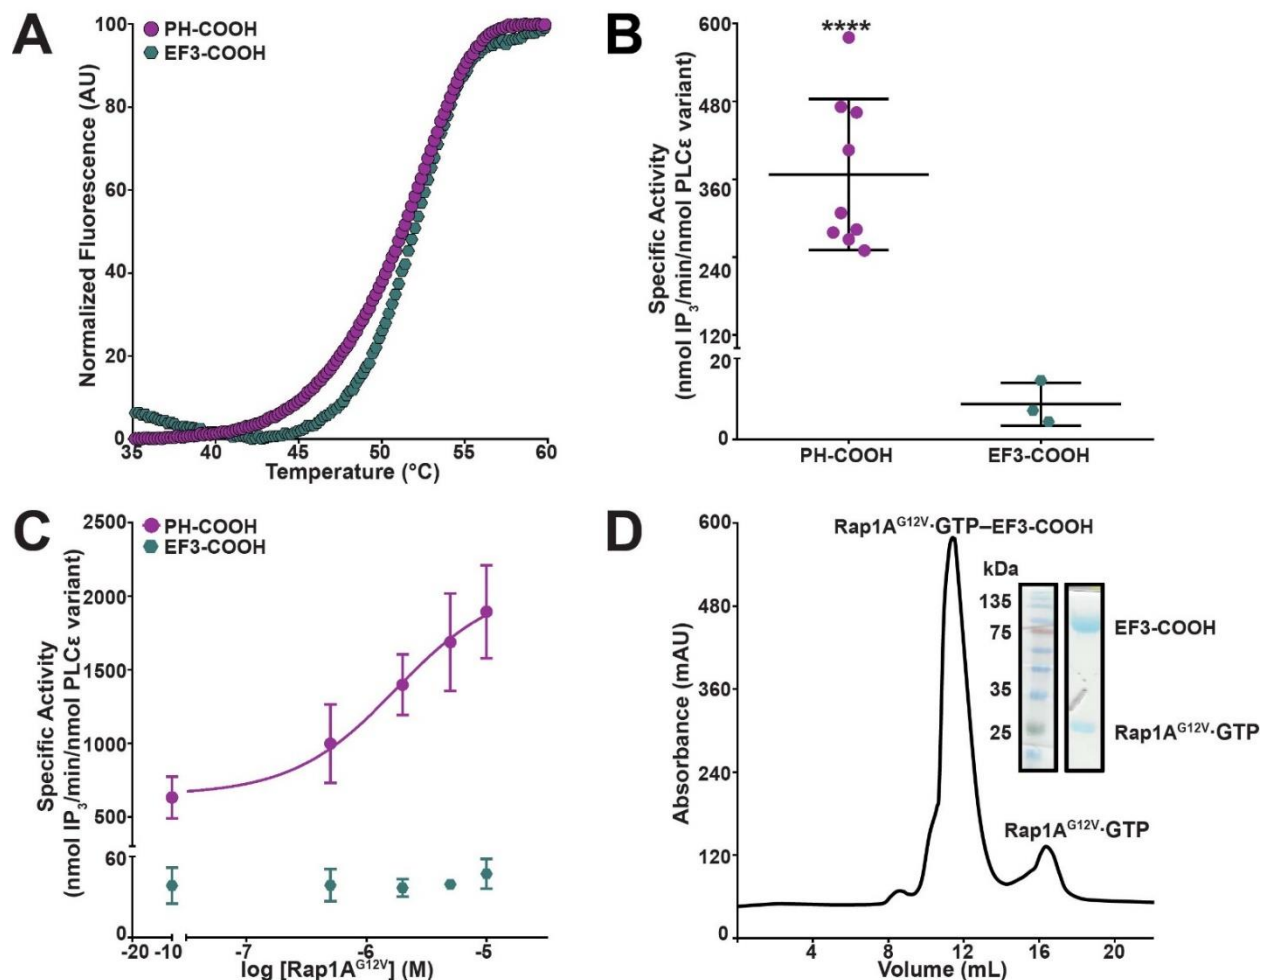 A
PH-COOH
EF3-COOH
Normalized Fluorescence (AU)
100
80
60
40
20
0
35 40 45 50 55 60
Temperature (°C)
B
Specific Activity
(nmol IP3/min/nmol PLCε variant)
600
480
360
240
120
20
0
****
PH-COOH EF3-COOH
C
PH-COOH
EF3-COOH
Specific Activity
(nmol IP3/min/nmol PLCε variant)
2500
2000
1500
1000
500
60
0
-20 -10 -7 -6 -5
log [Rap1AG12V] (M)
D
Absorbance (mAU)
600
480
360
240
120
0
Rap1AG12V·GTP–EF3-COOH
kDa
135
75
35
25
EF3-COOH
Rap1AG12V·GTP
Rap1AG12V·GTP
4 8 12 16 20
Volume (mL)